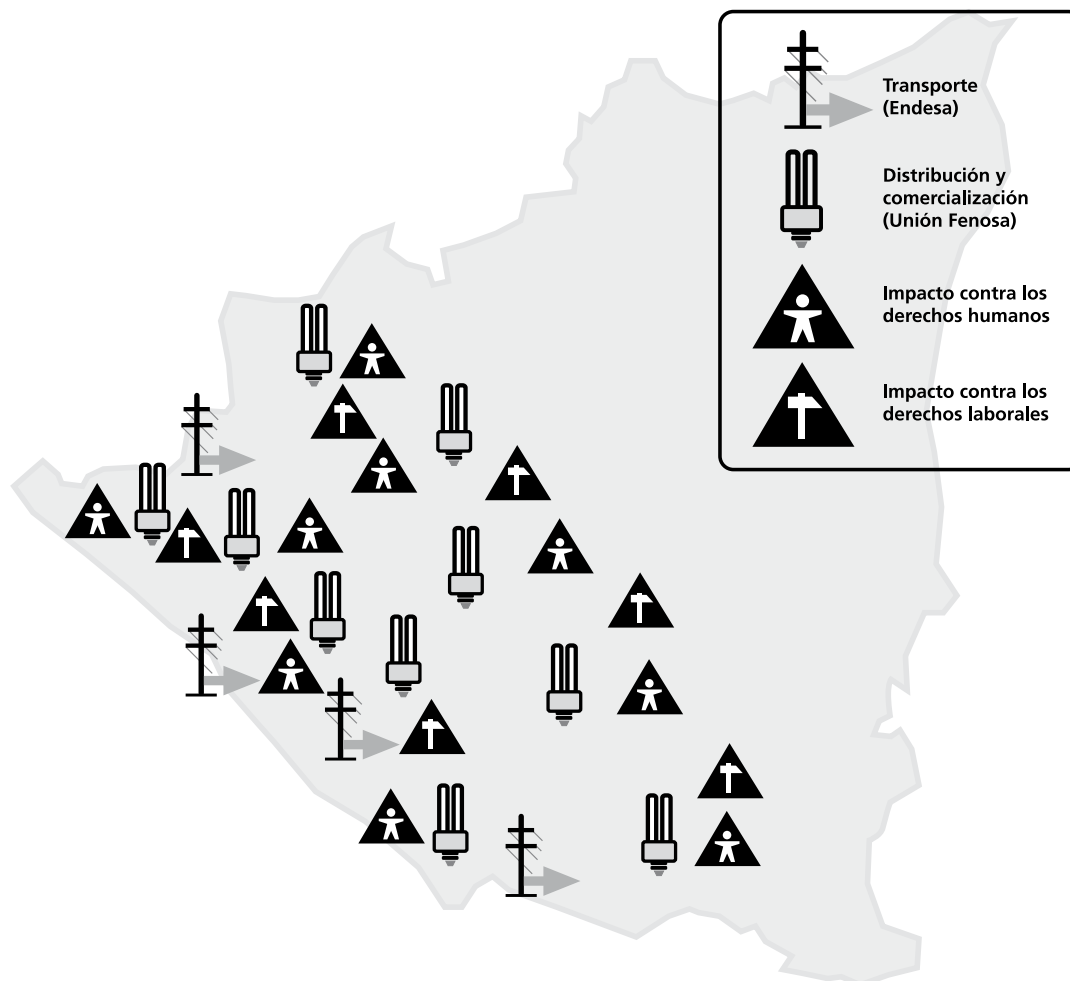 Transporte
(Endesa)
Distribución y
comercialización
(Unión Fenosa)
Impacto contra los
derechos humanos
Impacto contra los
derechos laborales